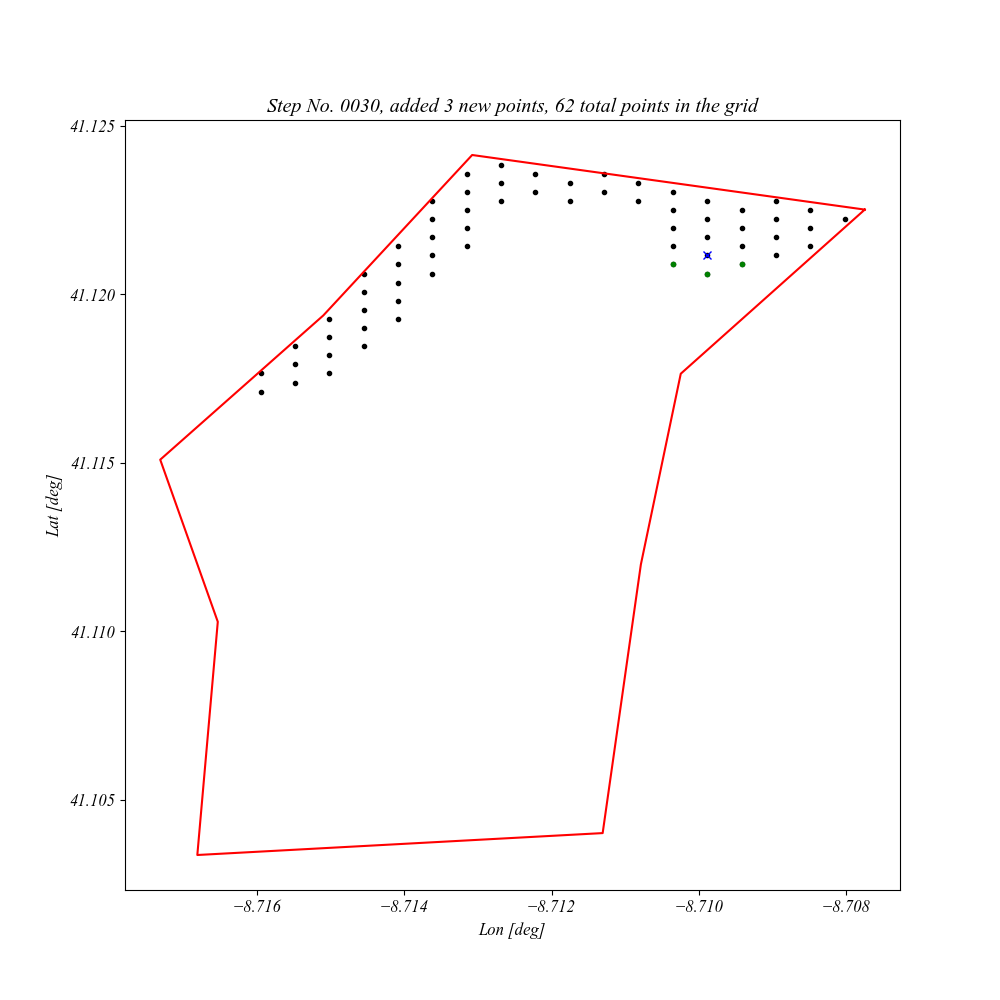 Step No. 0030, added 3 new points, 62 total points in the grid
41.125
41.120
41.115
41.110
41.105
Lat [deg]
−8.716 −8.714 −8.712 −8.710 −8.708
Lon [deg]